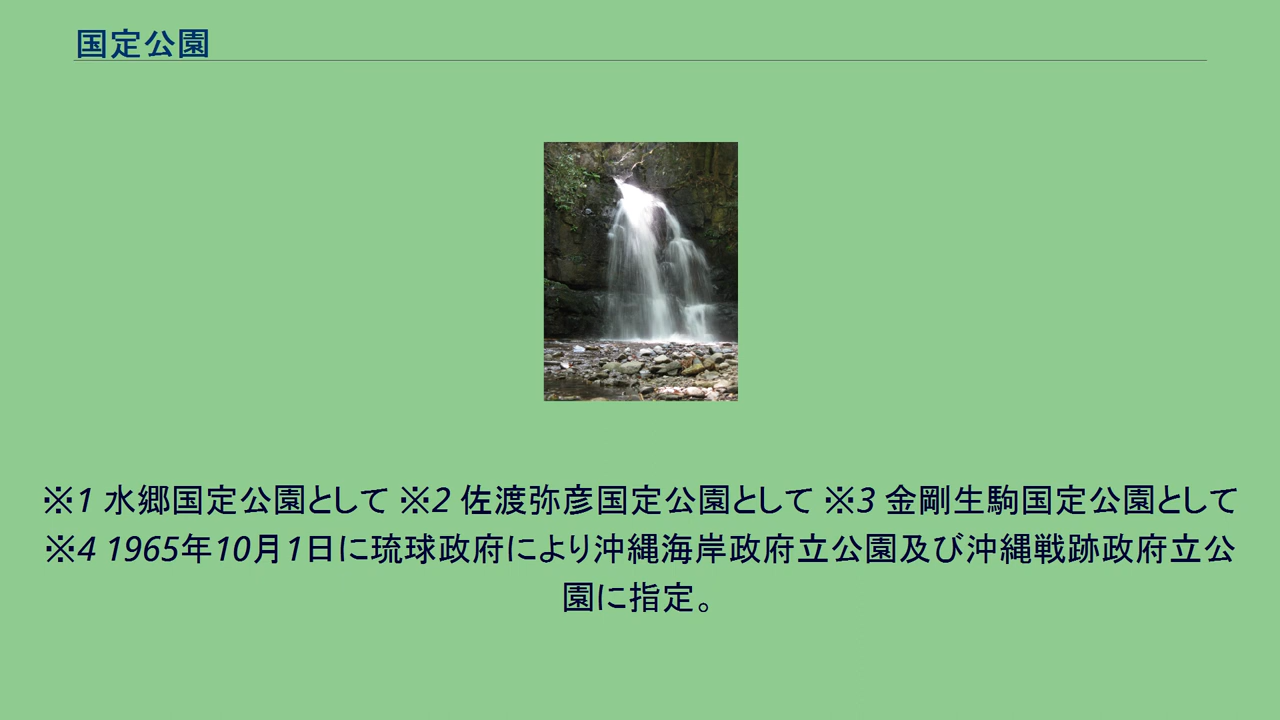 国定公園
※1 水郷国定公園として ※2 佐渡弥彦国定公園として ※3 金剛生駒国定公園として
※4 1965年10月1日に琉球政府により沖縄海岸政府立公園及び沖縄戦跡政府立公
園に指定。